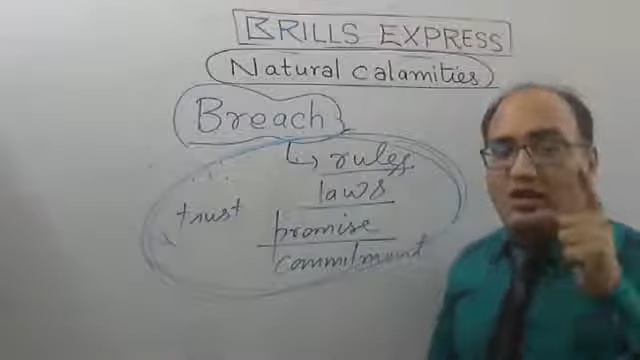 BRILLS EXPRESS
Natural calamities
Breach
↳ rules
laws
trust
promise
commitment